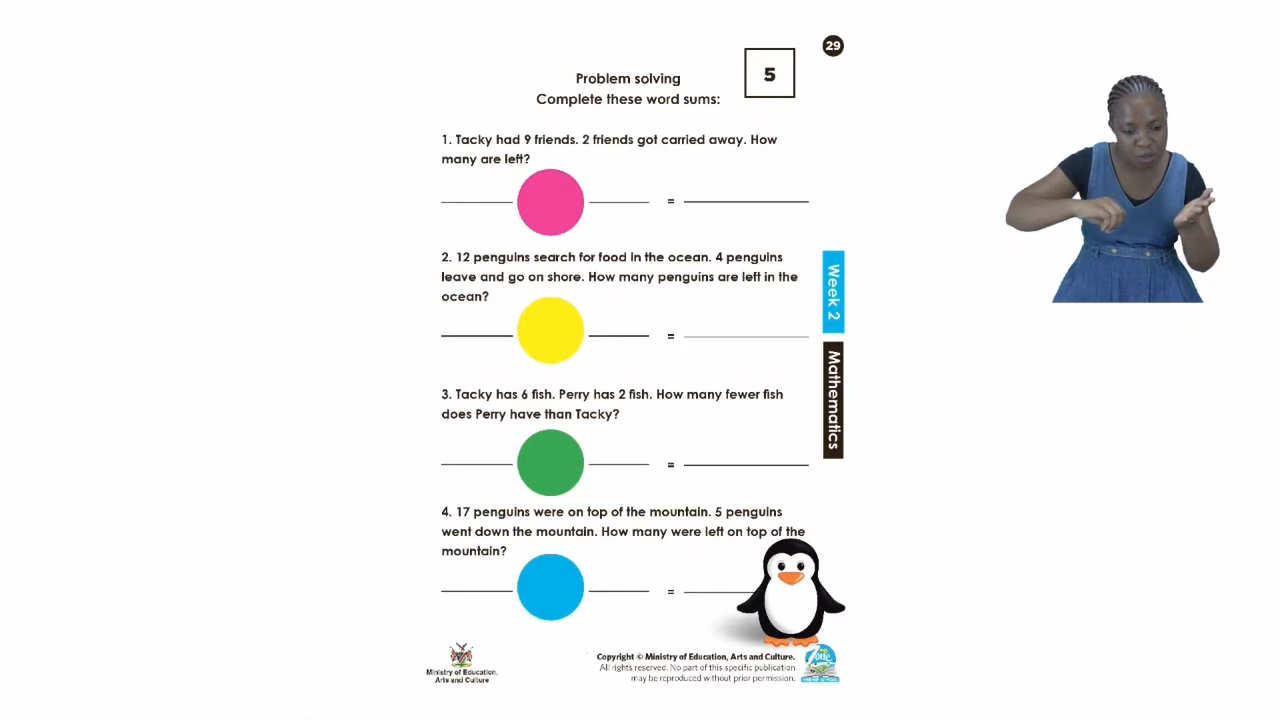 29
5
Problem solving
Complete these word sums:
1. Tacky had 9 friends. 2 friends got carried away. How
many are left?
=
2. 12 penguins search for food in the ocean. 4 penguins
leave and go on shore. How many penguins are left in the
ocean?
=
Week 2
3. Tacky has 6 fish. Perry has 2 fish. How many fewer fish
does Perry have than Tacky?
=
Mathematics
4. 17 penguins were on top of the mountain. 5 penguins
went down the mountain. How many were left on top of the
mountain?
=
Ministry of Education,
Arts and Culture
Copyright © Ministry of Education, Arts and Culture.
All rights reserved. No part of this specific publication
may be reproduced without prior permission.